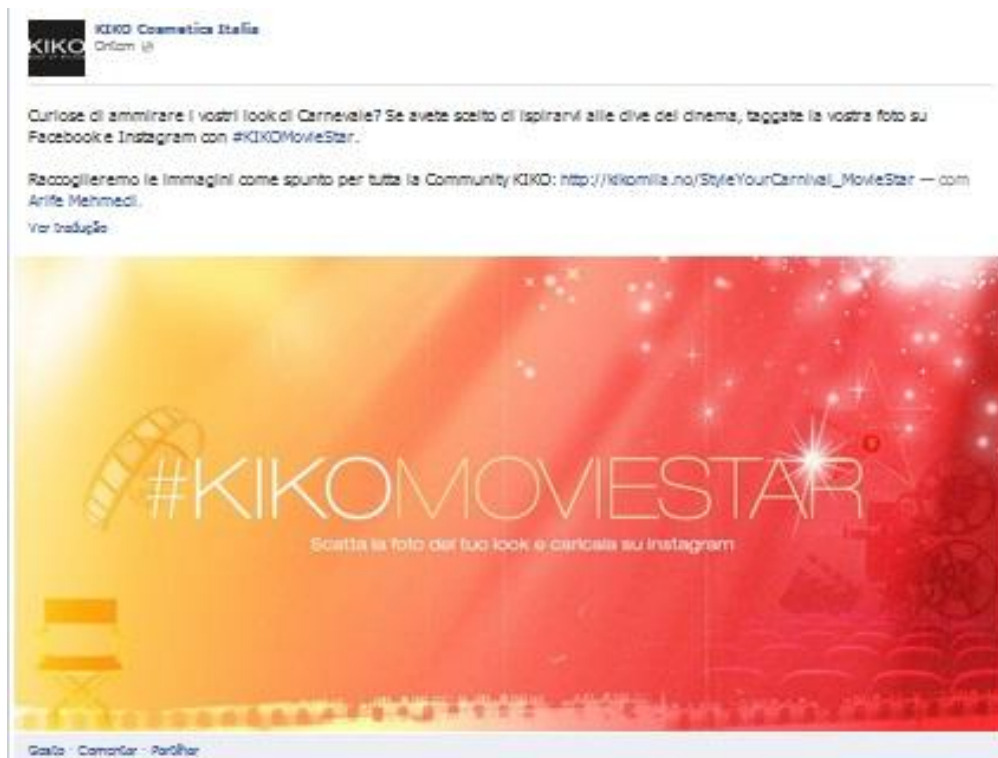 KIKO
KIKO Cosmetics Italia
Ontem
Curiose di ammirare i vostri look di Carnevale? Se avete scelto di ispirarvi alle dive del cinema, taggate la vostra foto su
Facebook e Instagram con #KIKOMovieStar.
Raccoglieremo le immagini come spunto per tutta la Community KIKO: http://kikomila.no/StyleYourCarnival_MovieStar — com
Arife Mehmedi.
Ver tradução
#KIKOMOVIESTAR
Scatta la foto del tuo look e caricala su Instagram
Gosto · Comentar · Partilhar